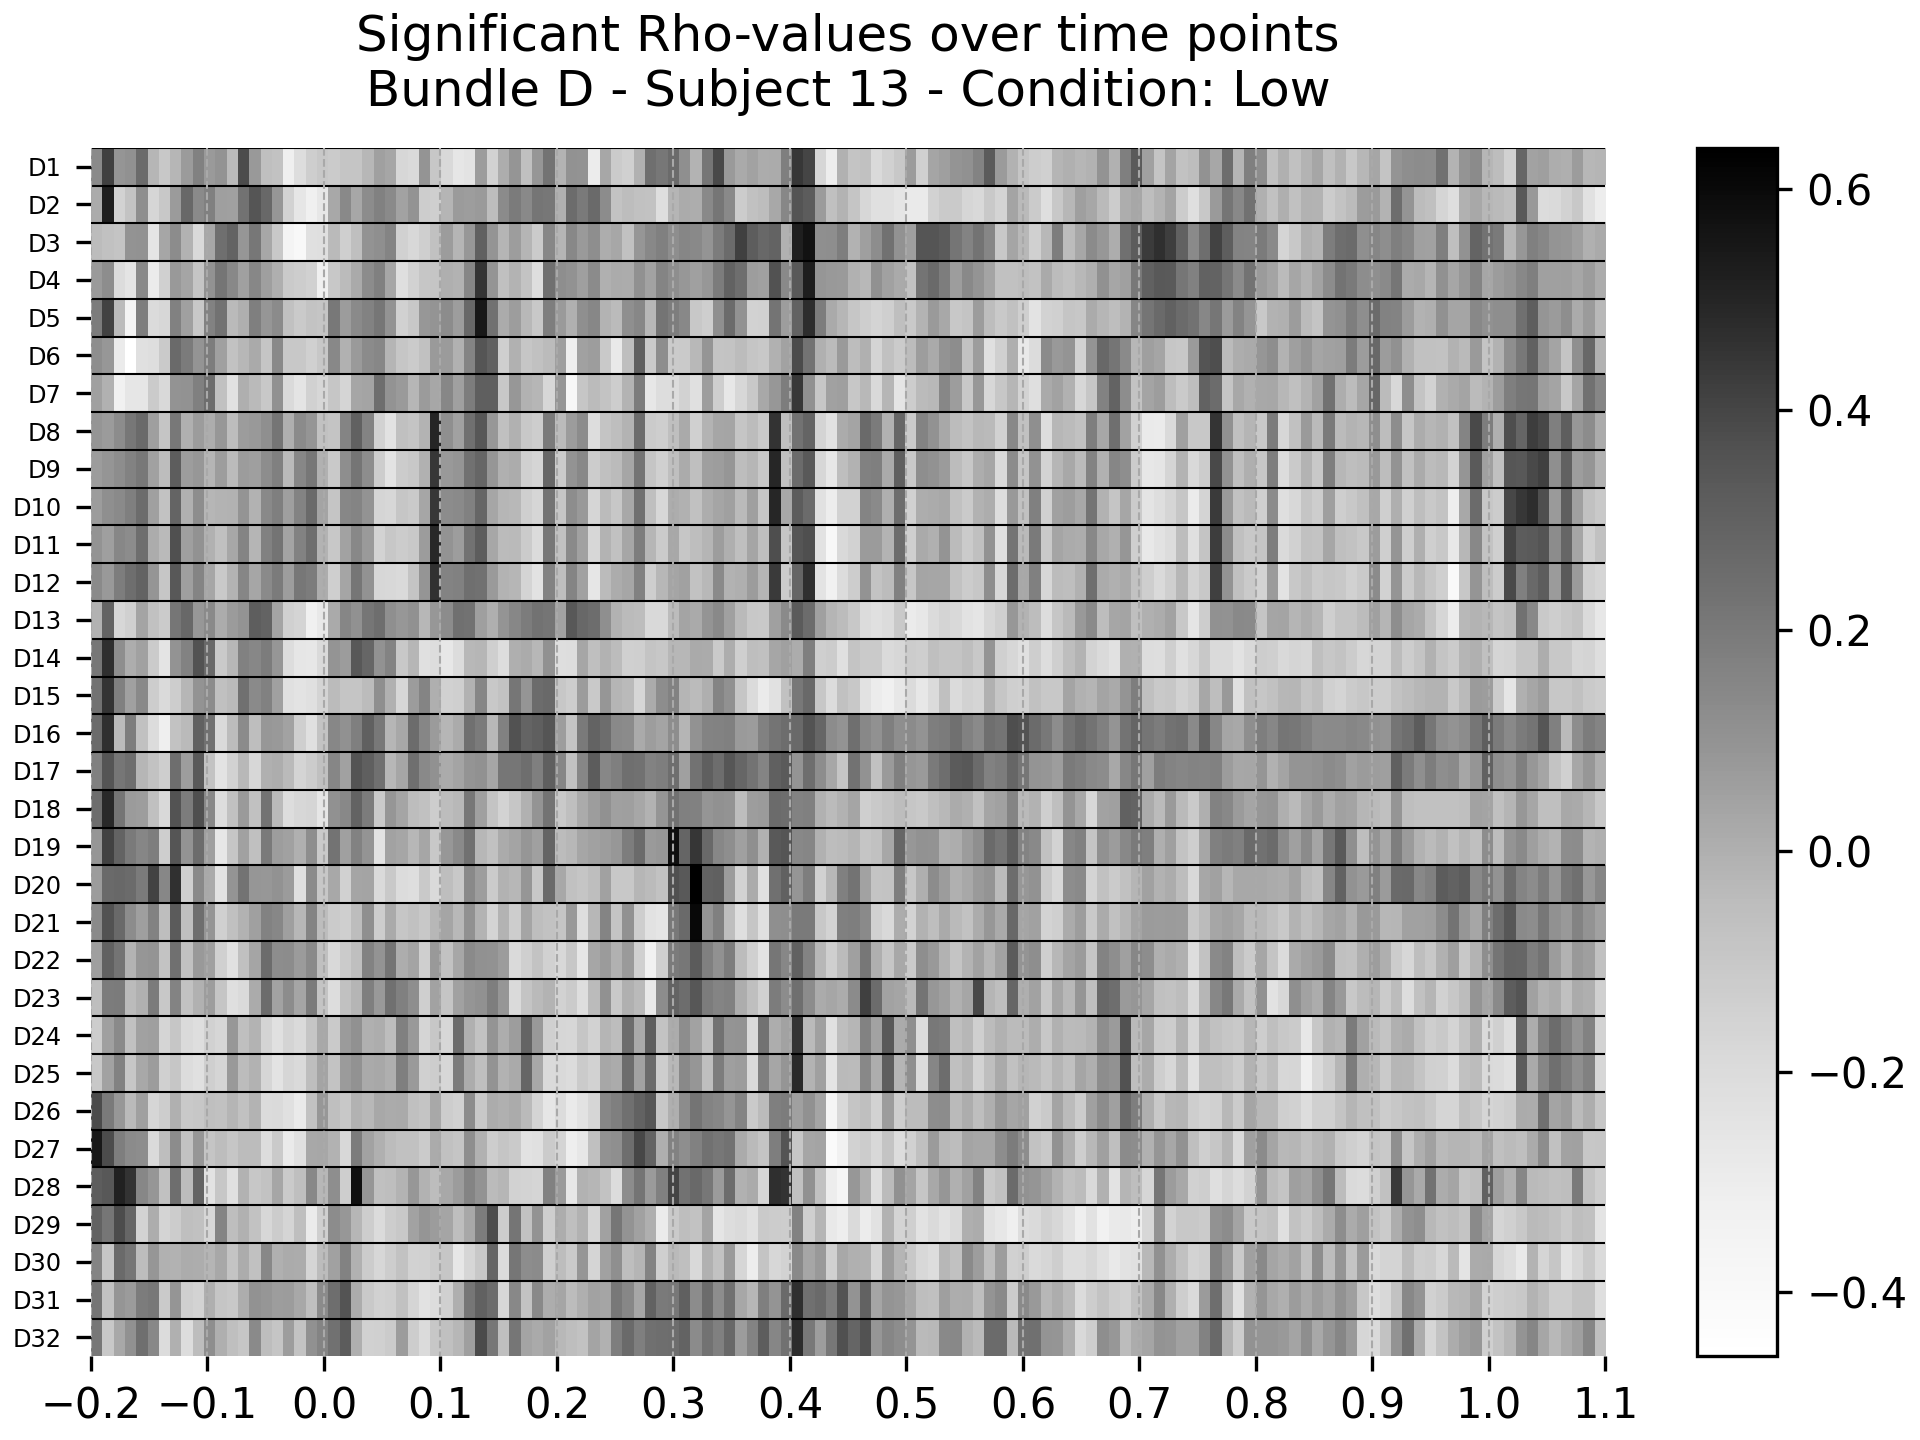 Significant Rho-values over time points
Bundle D - Subject 13 - Condition: Low
D1
D2
D3
D4
D5
D6
D7
D8
D9
D10
D11
D12
D13
D14
D15
D16
D17
D18
D19
D20
D21
D22
D23
D24
D25
D26
D27
D28
D29
D30
D31
D32
−0.2 −0.1 0.0 0.1 0.2 0.3 0.4 0.5 0.6 0.7 0.8 0.9 1.0 1.1
0.6
0.4
0.2
0.0
−0.2
−0.4